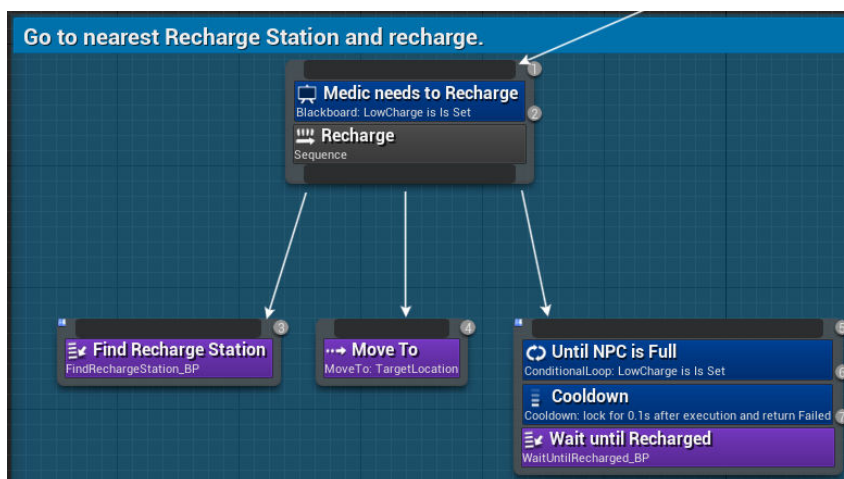 Go to nearest Recharge Station and recharge.
1
Medic needs to Recharge
Blackboard: LowCharge is Is Set
2
Recharge
Sequence
3
Find Recharge Station
FindRechargeStation_BP
4
Move To
MoveTo: TargetLocation
5
Until NPC is Full
ConditionalLoop: LowCharge is Is Set
6
Cooldown
Cooldown: lock for 0.1s after execution and return Failed
7
Wait until Recharged
WaitUntilRecharged_BP